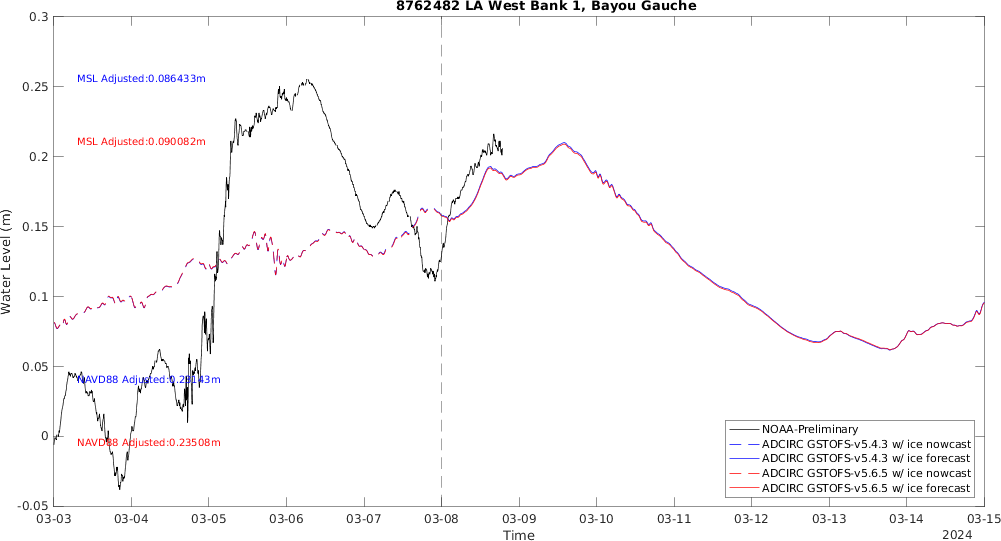 8762482 LA West Bank 1, Bayou Gauche
0.3
0.25
0.2
0.15
0.1
0.05
0
-0.05
Water Level (m)
MSL Adjusted:0.086433m
MSL Adjusted:0.090082m
NAVD88 Adjusted:0.23143m
NAVD88 Adjusted:0.23508m
NOAA-Preliminary
ADCIRC GSTOFS-v5.4.3 w/ ice nowcast
ADCIRC GSTOFS-v5.4.3 w/ ice forecast
ADCIRC GSTOFS-v5.6.5 w/ ice nowcast
ADCIRC GSTOFS-v5.6.5 w/ ice forecast
03-03 03-04 03-05 03-06 03-07 03-08 03-09 03-10 03-11 03-12 03-13 03-14 03-15
Time
2024